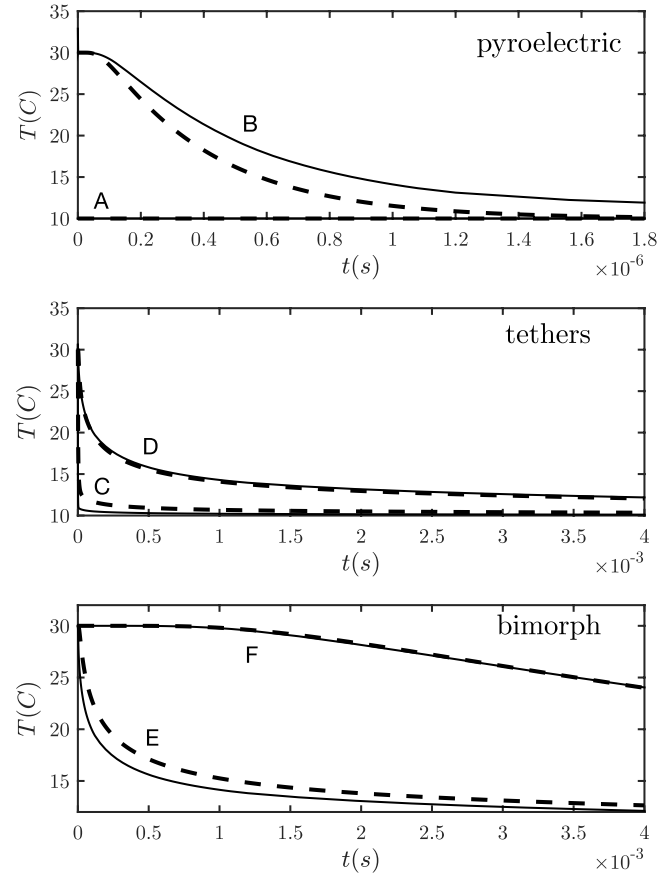 35
30
25
20
15
10
T(C)
pyroelectric
B
A
0 0.2 0.4 0.6 0.8 1 1.2 1.4 1.6 1.8
t(s)
×10⁻⁶
35
30
25
20
15
10
T(C)
tethers
D
C
0 0.5 1 1.5 2 2.5 3 3.5 4
t(s)
×10⁻³
30
25
20
15
T(C)
bimorph
F
E
0 0.5 1 1.5 2 2.5 3 3.5 4
t(s)
×10⁻³